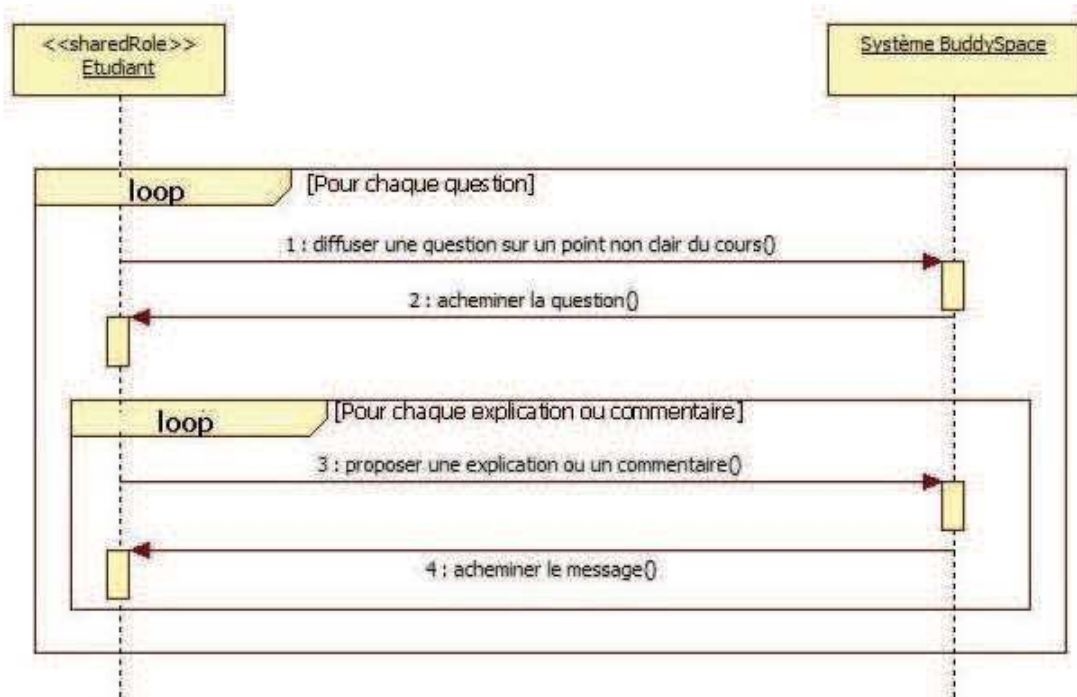 <<sharedRole>>
Etudiant
Système BuddySpace
loop
[Pour chaque question]
1 : diffuser une question sur un point non clair du cours()
2 : acheminer la question()
loop
[Pour chaque explication ou commentaire]
3 : proposer une explication ou un commentaire()
4 : acheminer le message()